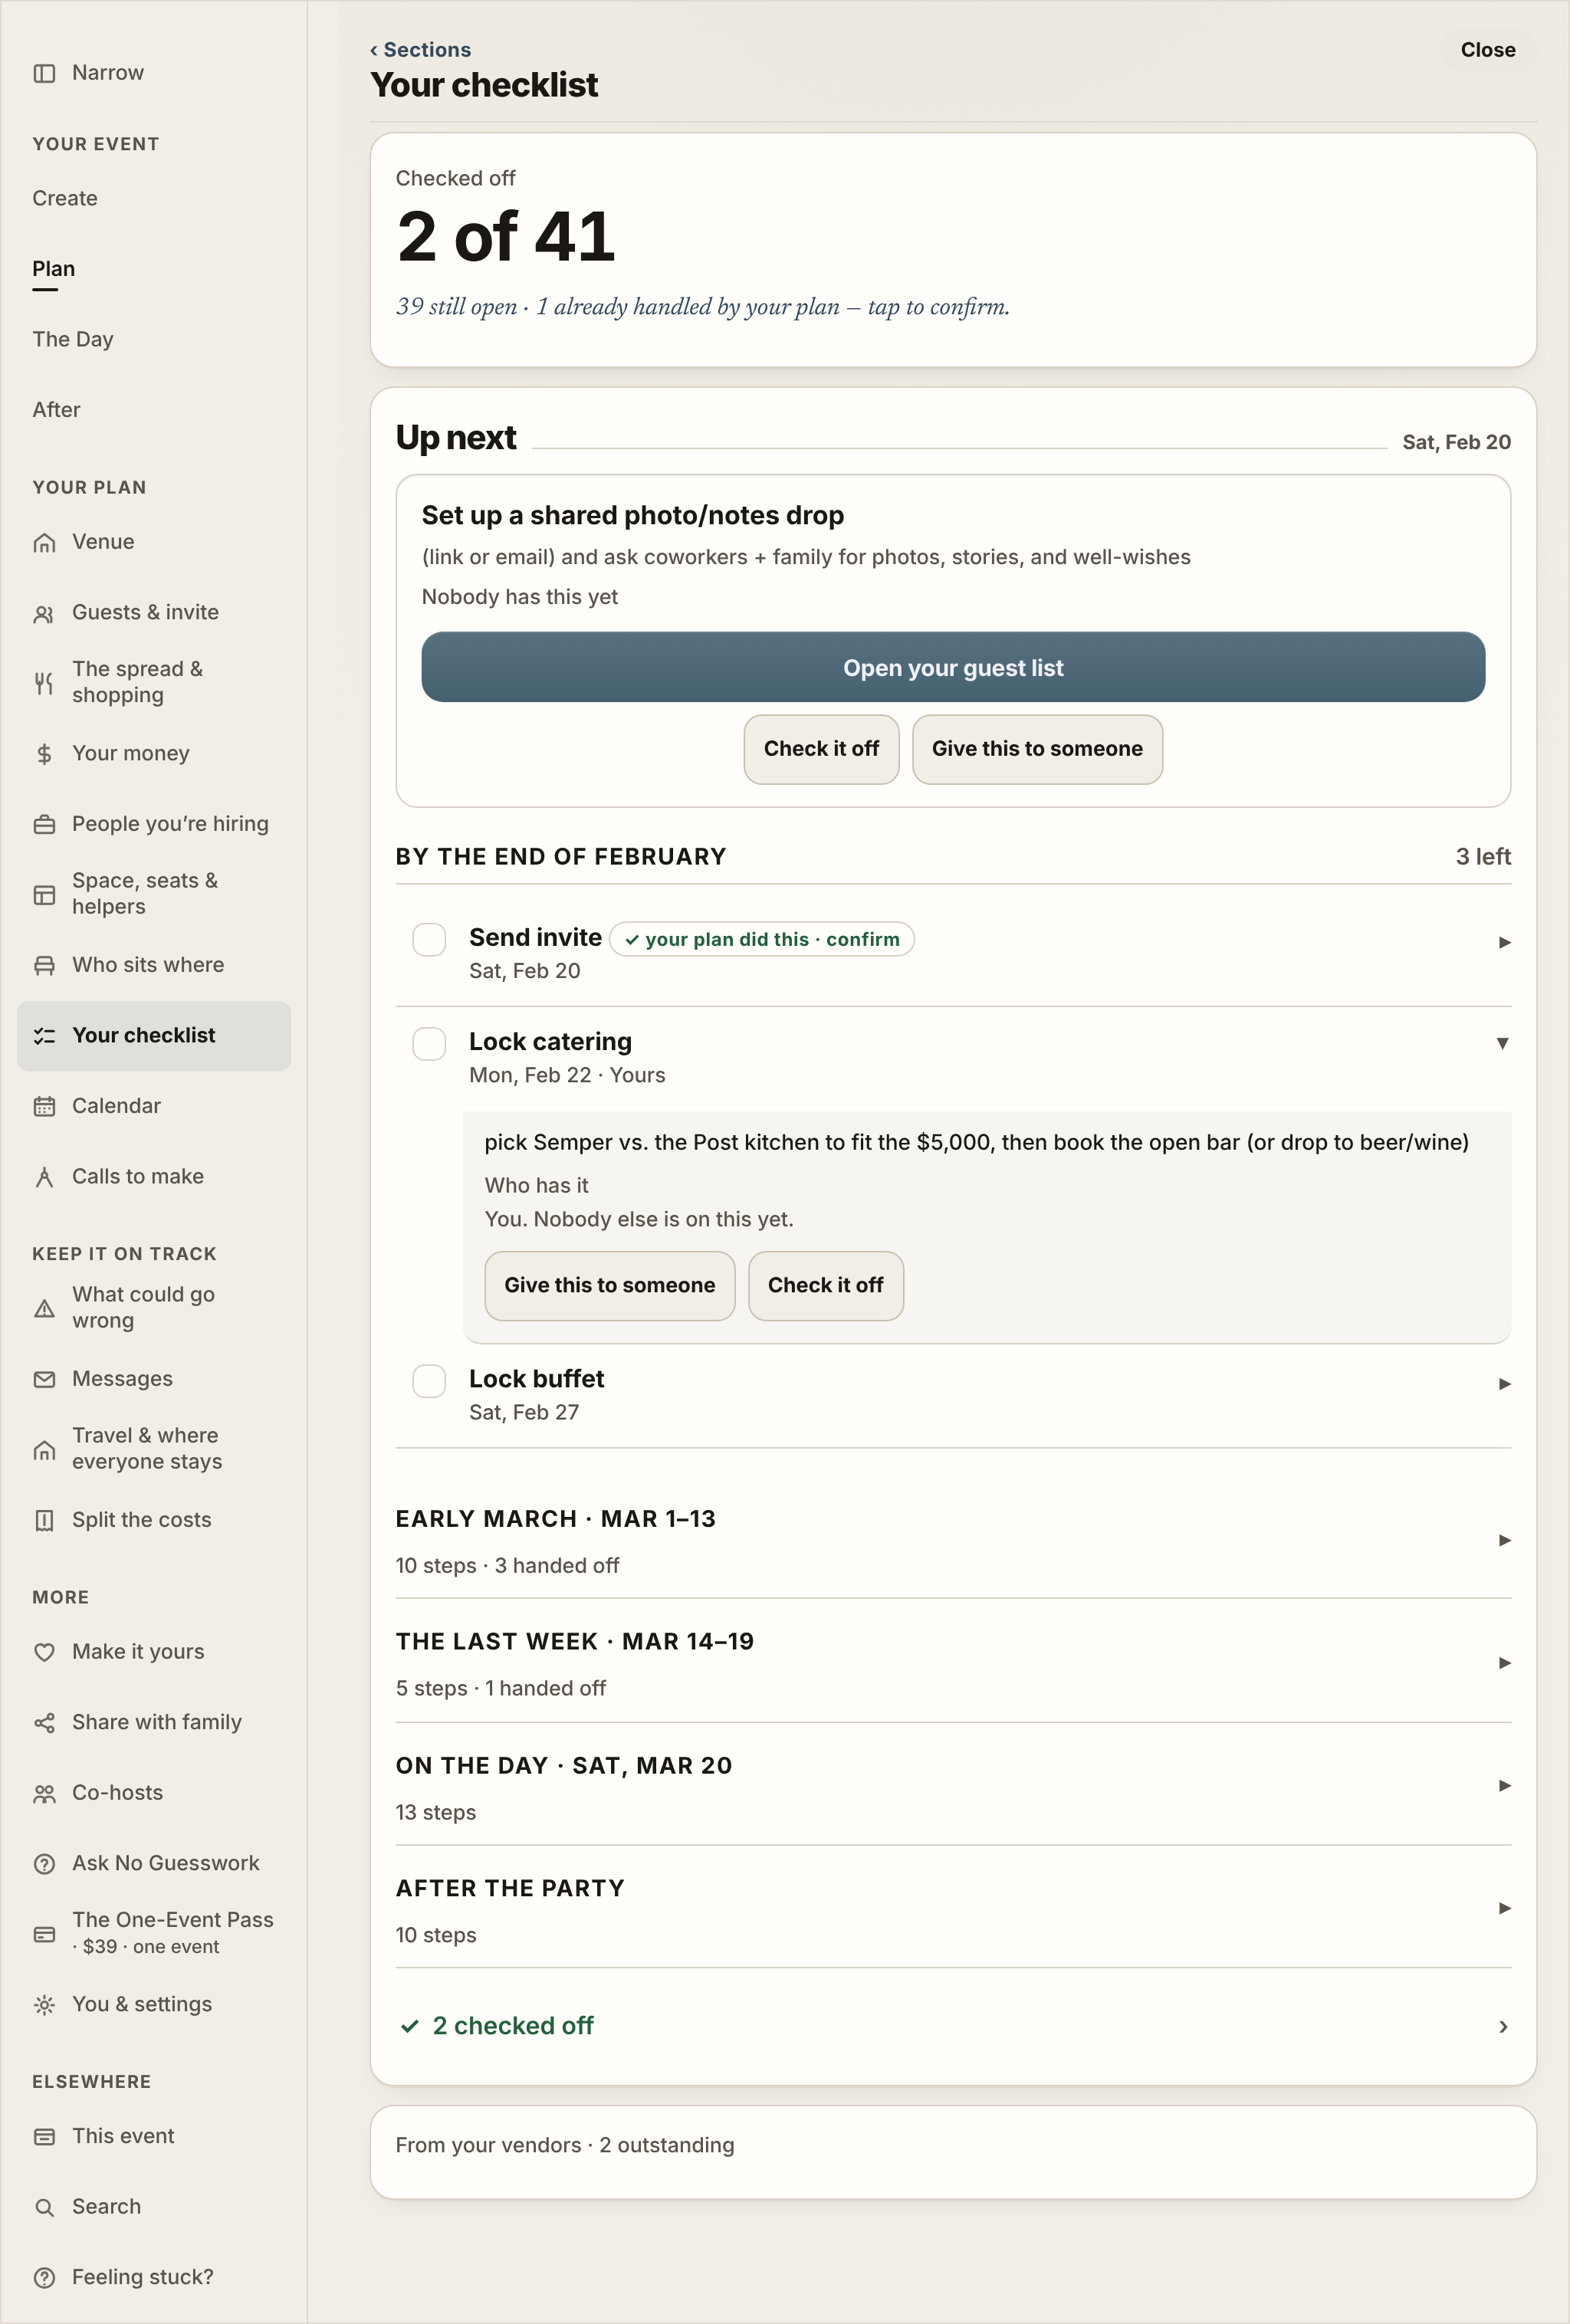 Narrow
YOUR EVENT
Create
Plan
The Day
After
YOUR PLAN
Venue
Guests & invite
The spread &
shopping
Your money
People you’re hiring
Space, seats &
helpers
Who sits where
Your checklist
Calendar
Calls to make
KEEP IT ON TRACK
What could go
wrong
Messages
Travel & where
everyone stays
Split the costs
MORE
Make it yours
Share with family
Co-hosts
Ask No Guesswork
The One-Event Pass
· $39 · one event
You & settings
ELSEWHERE
This event
Search
Feeling stuck?
‹ Sections
Close
Your checklist
Checked off
2 of 41
39 still open · 1 already handled by your plan – tap to confirm.
Up next
Sat, Feb 20
Set up a shared photo/notes drop
(link or email) and ask coworkers + family for photos, stories, and well-wishes
Nobody has this yet
Open your guest list
Check it off
Give this to someone
BY THE END OF FEBRUARY
3 left
Send invite ✓ your plan did this · confirm
Sat, Feb 20
Lock catering
Mon, Feb 22 · Yours
pick Semper vs. the Post kitchen to fit the $5,000, then book the open bar (or drop to beer/wine)
Who has it
You. Nobody else is on this yet.
Give this to someone
Check it off
Lock buffet
Sat, Feb 27
EARLY MARCH · MAR 1–13
10 steps · 3 handed off
THE LAST WEEK · MAR 14–19
5 steps · 1 handed off
ON THE DAY · SAT, MAR 20
13 steps
AFTER THE PARTY
10 steps
✓ 2 checked off
From your vendors · 2 outstanding